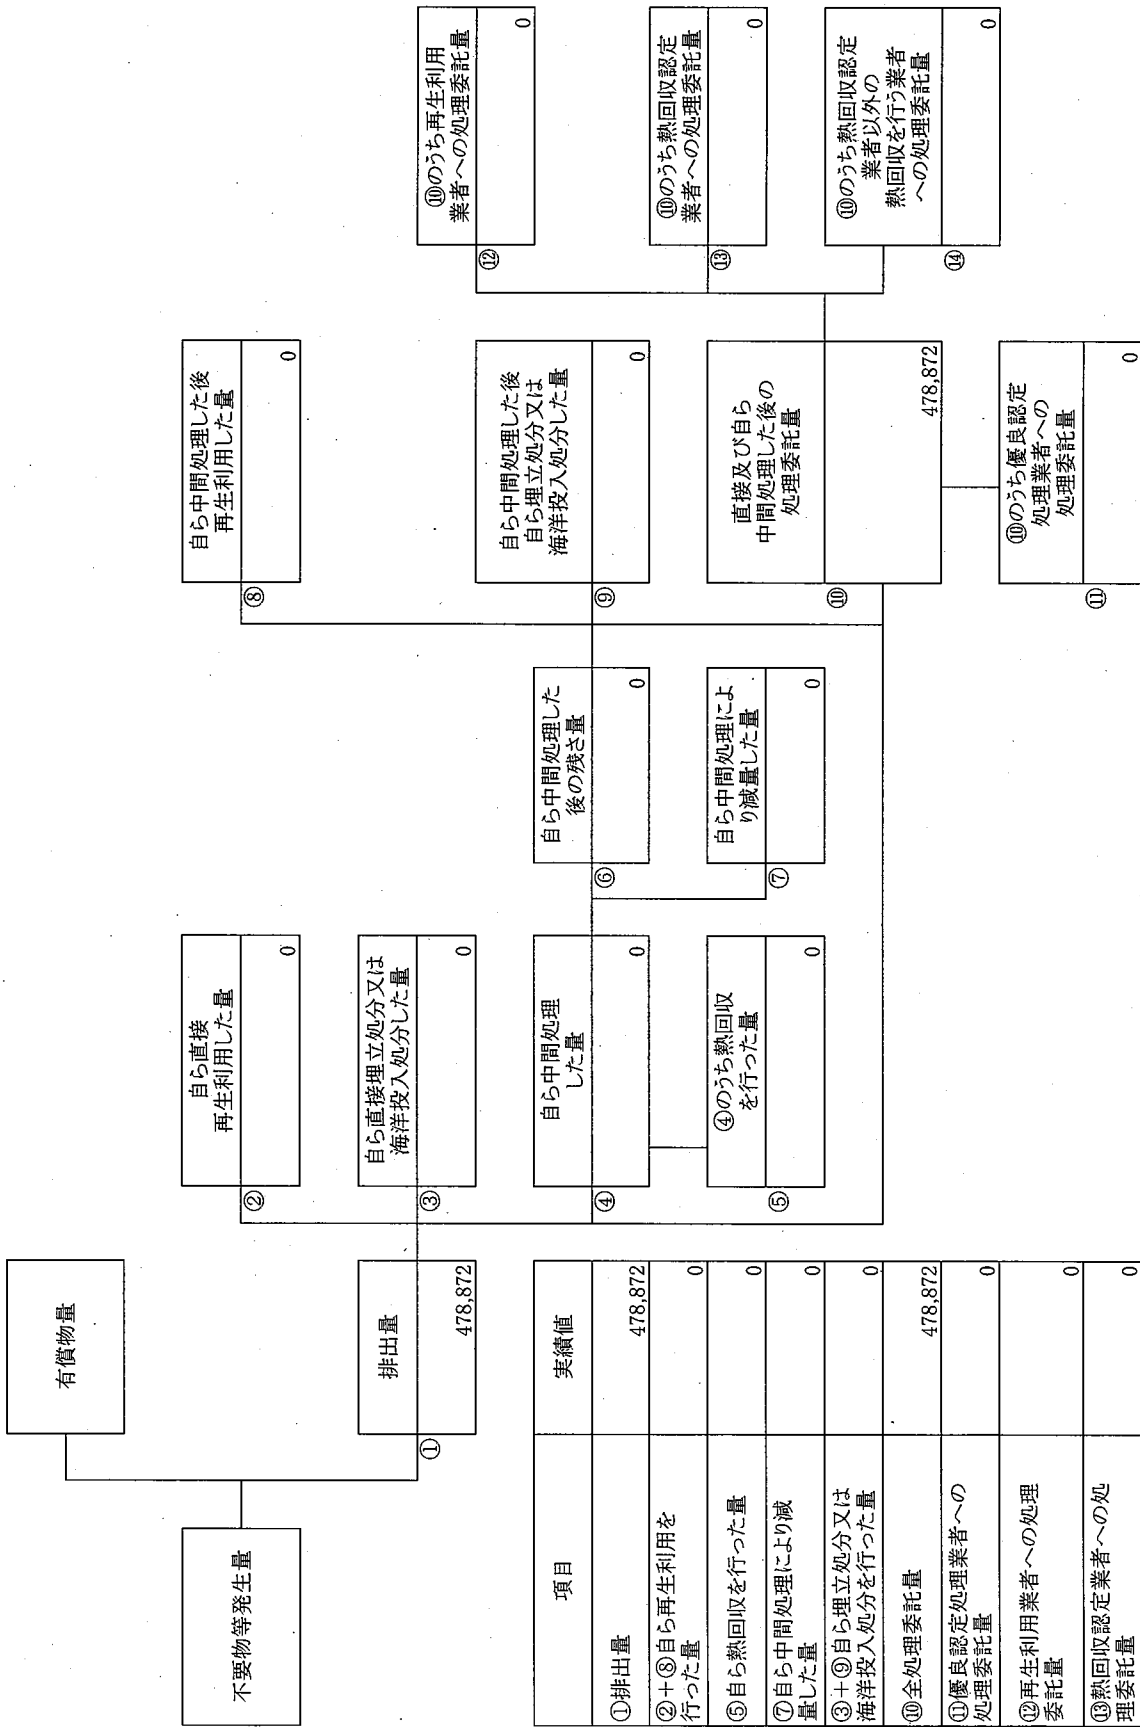 不要物等発生量
有償物量
①
排出量
478,872
②
自ら直接
再生利用した量
0
③
自ら直接埋立処分又は
海洋投入処分した量
0
④
自ら中間処理
した量
0
⑤
④のうち熱回収
を行った量
0
⑥
自ら中間処理した
後の残さ量
0
⑦
自ら中間処理によ
り減量した量
0
⑧
自ら中間処理した後
再生利用した量
0
⑨
自ら中間処理した後
自ら埋立処分又は
海洋投入処分した量
0
⑩
直接及び自ら
中間処理した後の
処理委託量
478,872
⑪
⑩のうち優良認定
処理業者への
処理委託量
0
⑫
⑩のうち再生利用
業者への処理委託量
0
⑬
⑩のうち熱回収認定
業者への処理委託量
0
⑭
⑩のうち熱回収認定
業者以外の
熱回収を行う業者
への処理委託量
0
項目
実績値
①排出量
478,872
②+⑧自ら再生利用を
行った量
0
⑤自ら熱回収を行った量
0
⑦自ら中間処理により減
量した量
0
③+⑨自ら埋立処分又は
海洋投入処分を行った量
0
⑩全処理委託量
478,872
⑪優良認定処理業者への
処理委託量
0
⑫再生利用業者への処理
委託量
0
⑬熱回収認定業者への処
理委託量
0